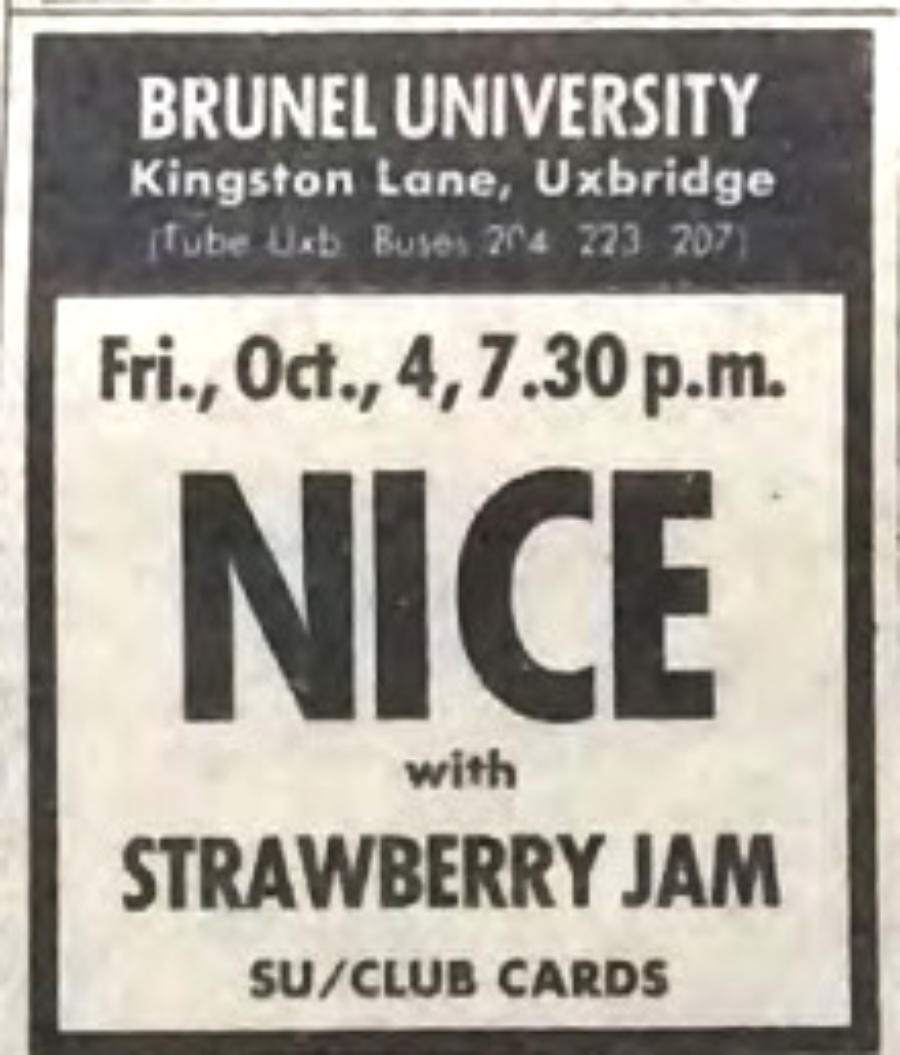 BRUNEL UNIVERSITY
Kingston Lane, Uxbridge
(Tube Uxb. Buses 204 223 207)
Fri., Oct., 4, 7.30 p.m.
NICE
with
STRAWBERRY JAM
SU/CLUB CARDS